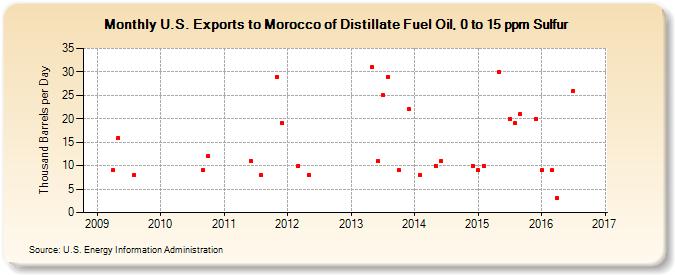 Monthly U.S. Exports to Morocco of Distillate Fuel Oil, 0 to 15 ppm Sulfur
Thousand Barrels per Day
35
30
25
20
15
10
5
0
2009 2010 2011 2012 2013 2014 2015 2016 2017
Source: U.S. Energy Information Administration